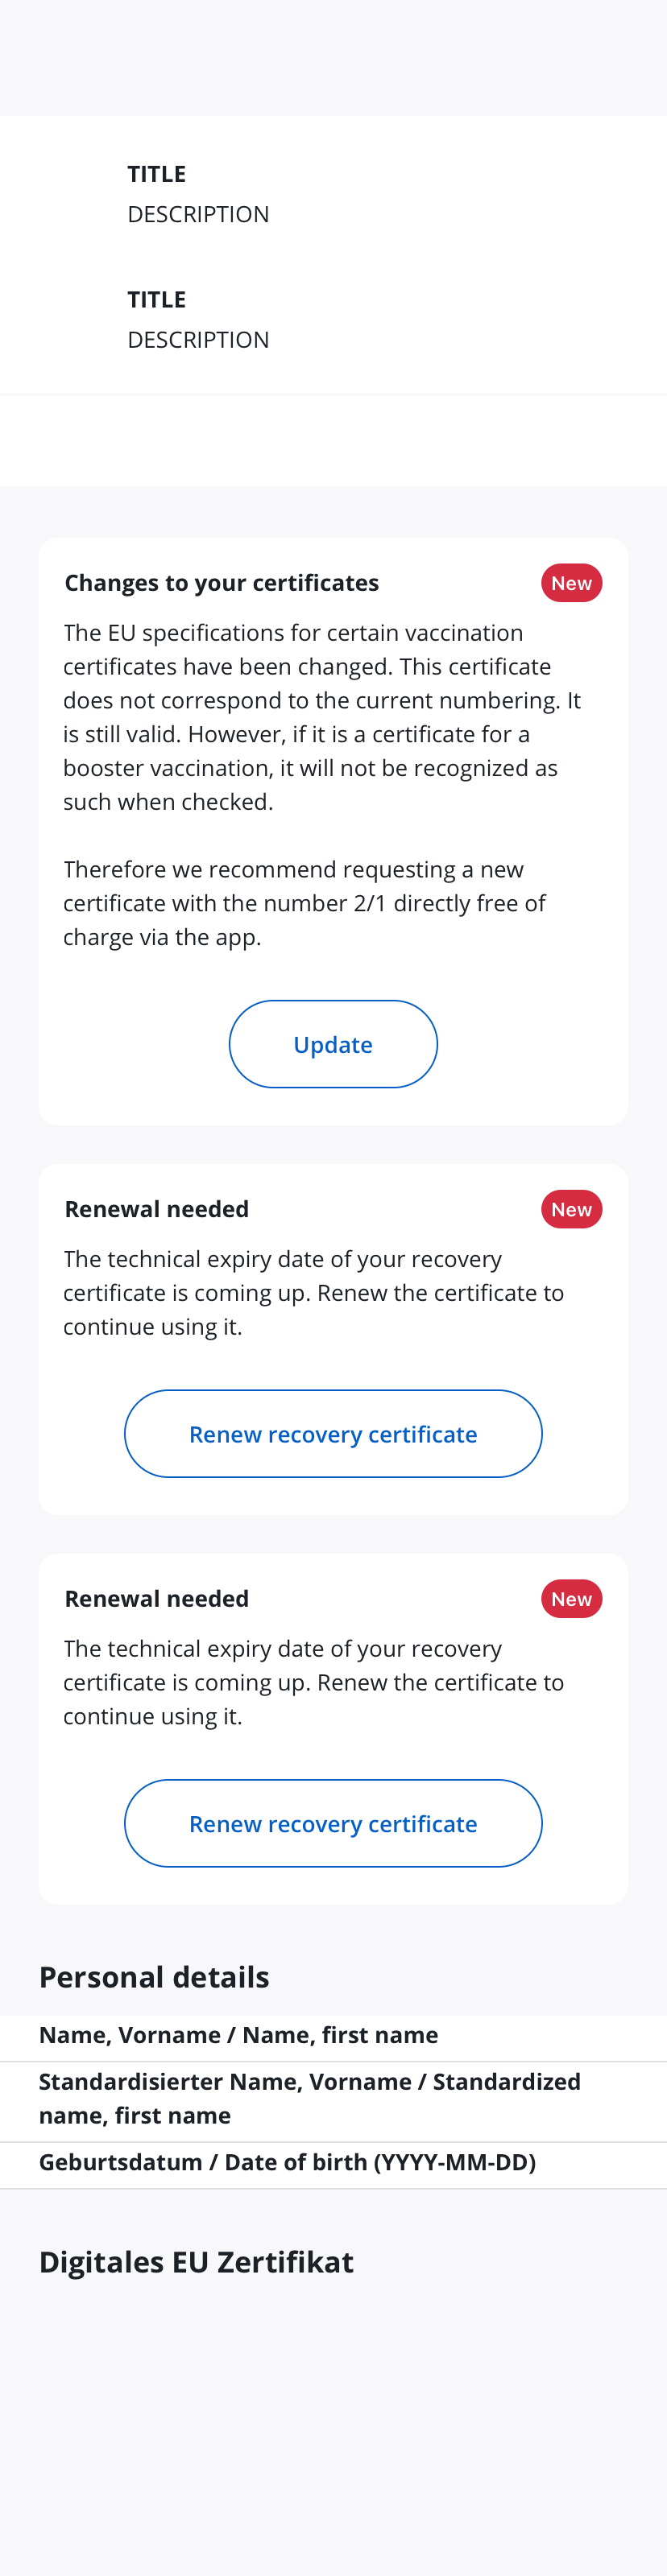 TITLE
DESCRIPTION
TITLE
DESCRIPTION
Changes to your certificates
New
The EU specifications for certain vaccination
certificates have been changed. This certificate
does not correspond to the current numbering. It
is still valid. However, if it is a certificate for a
booster vaccination, it will not be recognized as
such when checked.
Therefore we recommend requesting a new
certificate with the number 2/1 directly free of
charge via the app.
Update
Renewal needed
New
The technical expiry date of your recovery
certificate is coming up. Renew the certificate to
continue using it.
Renew recovery certificate
Renewal needed
New
The technical expiry date of your recovery
certificate is coming up. Renew the certificate to
continue using it.
Renew recovery certificate
Personal details
Name, Vorname / Name, first name
Standardisierter Name, Vorname / Standardized
name, first name
Geburtsdatum / Date of birth (YYYY-MM-DD)
Digitales EU Zertifikat